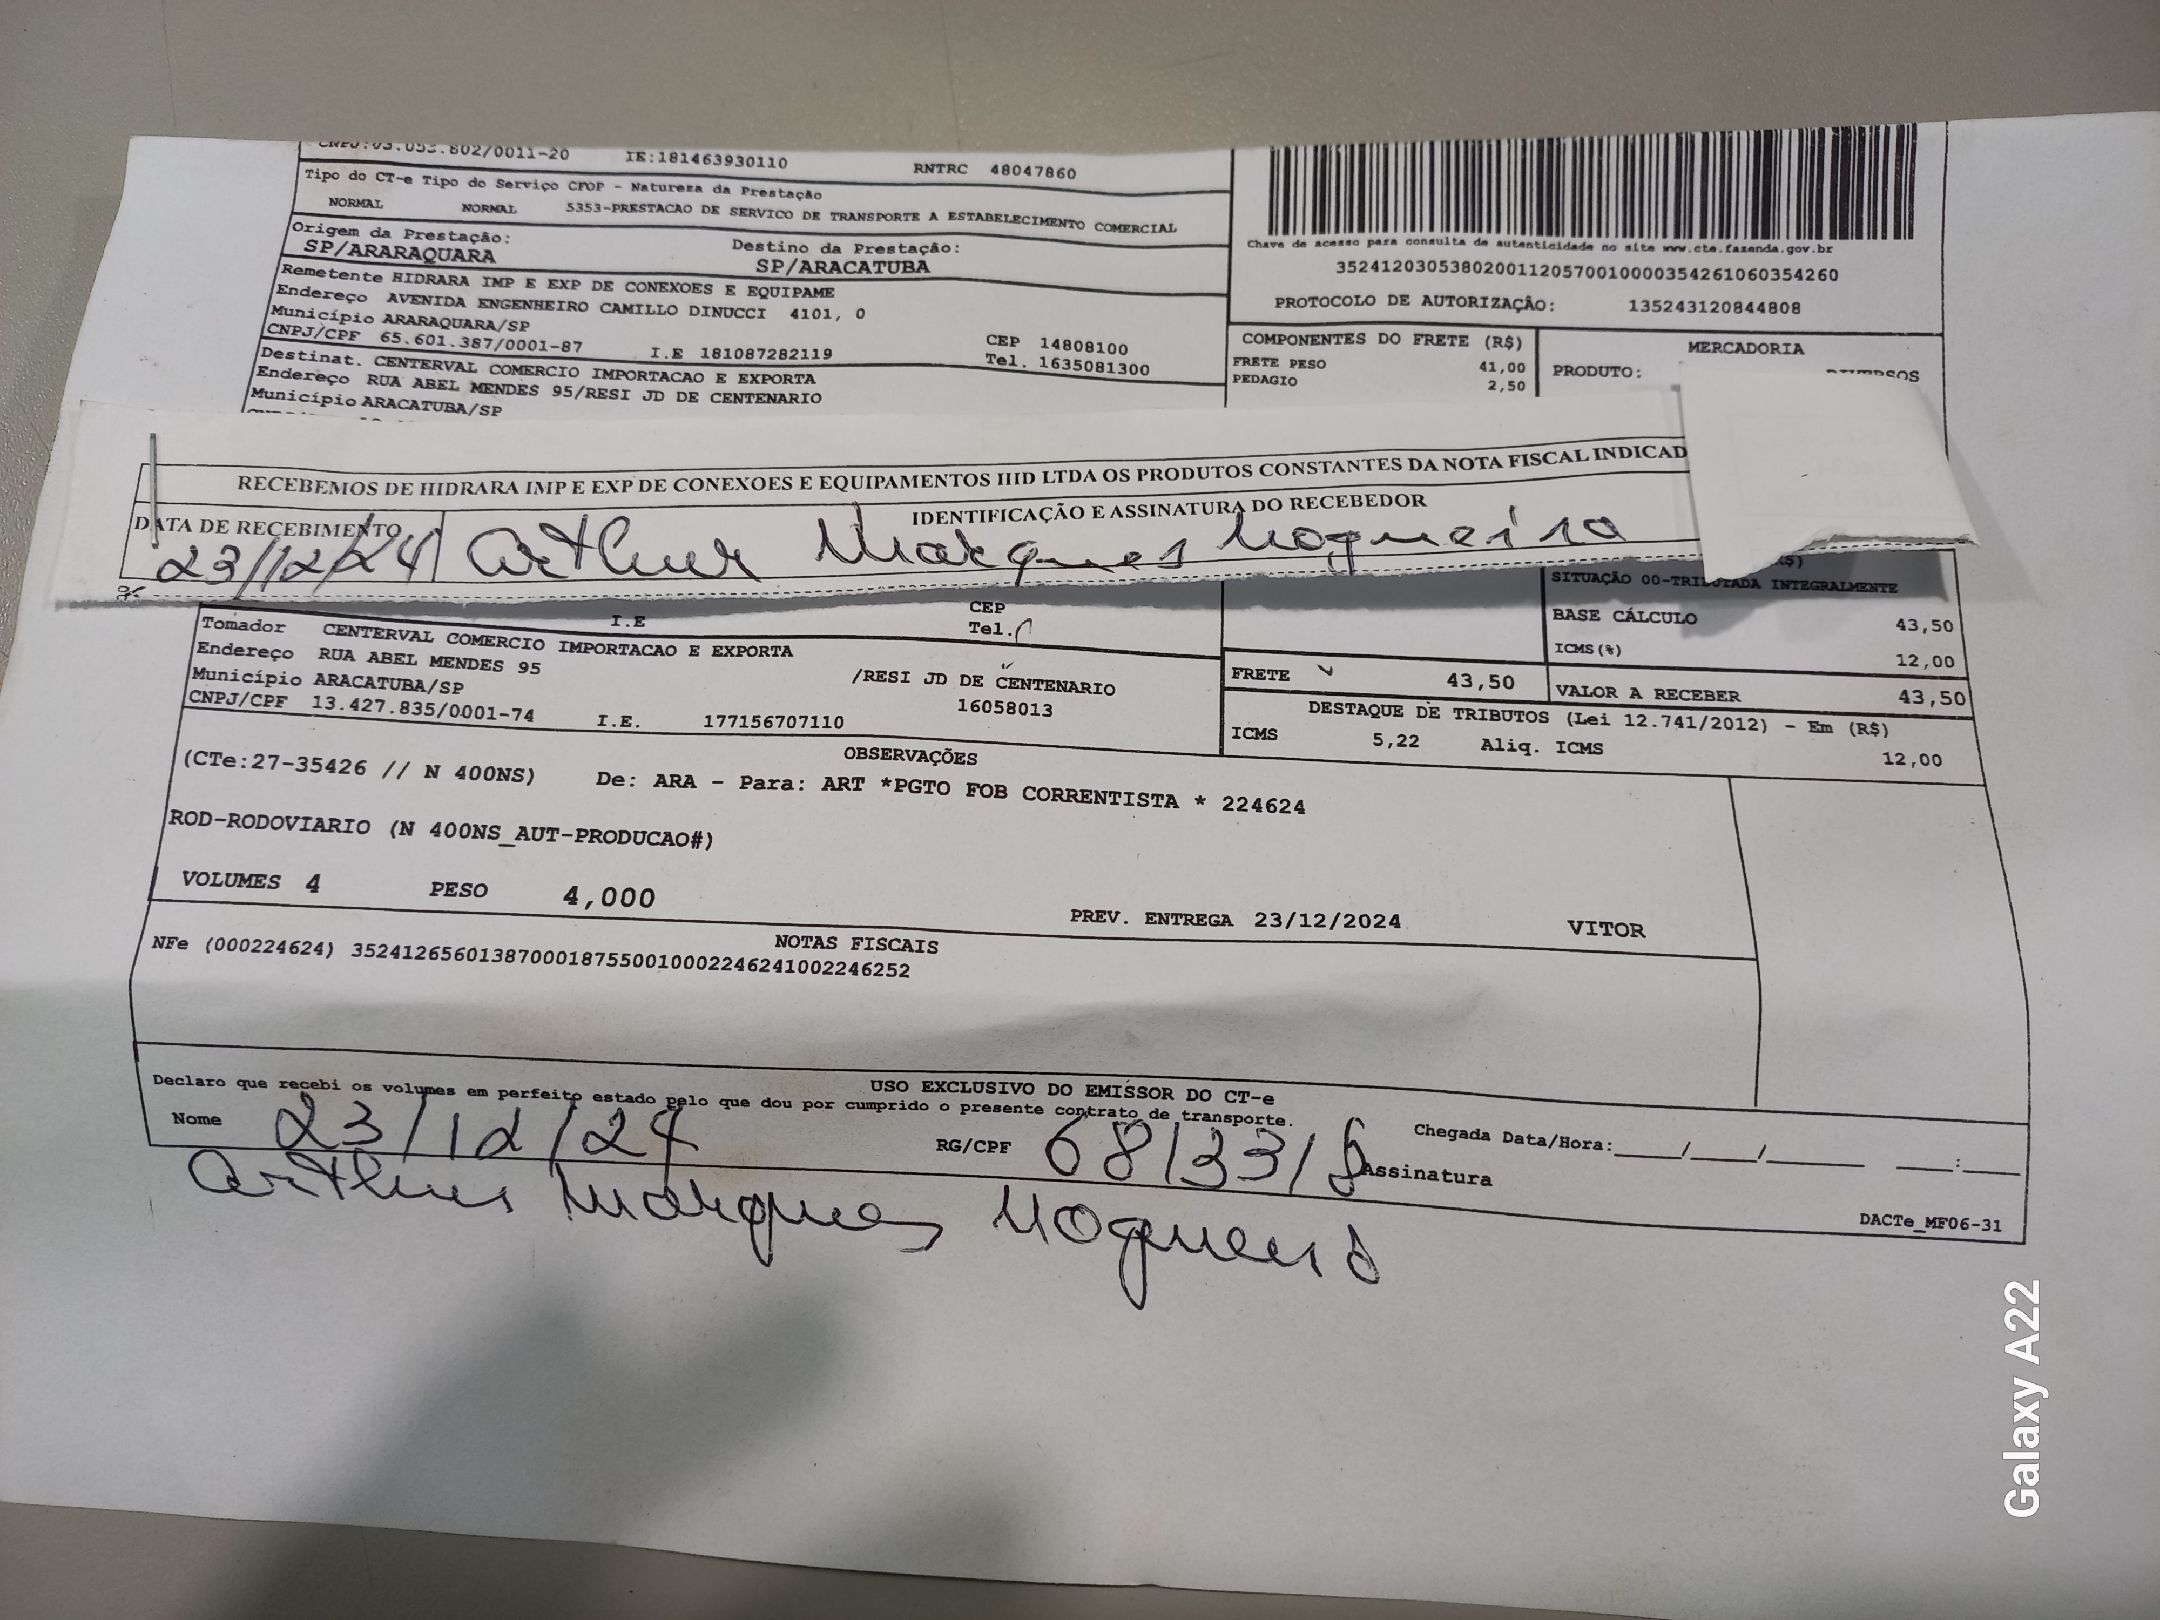 CNPJ:03.053.802/0011-20 IE:181463930110 RNTRC 48047860
Tipo do CT-e Tipo do Serviço CFOP - Natureza da Prestação
NORMAL NORMAL 5353-PRESTACAO DE SERVICO DE TRANSPORTE A ESTABELECIMENTO COMERCIAL
Origem da Prestação: Destino da Prestação:
SP/ARARAQUARA SP/ARACATUBA
Remetente HIDRARA IMP E EXP DE CONEXOES E EQUIPAME
Endereço AVENIDA ENGENHEIRO CAMILLO DINUCCI 4101, 0
Município ARARAQUARA/SP CEP 14808100
CNPJ/CPF 65.601.387/0001-87 I.E 181087282119 Tel. 1635081300
Destinat. CENTERVAL COMERCIO IMPORTACAO E EXPORTA
Endereço RUA ABEL MENDES 95/RESI JD DE CENTENARIO
Município ARACATUBA/SP
Chave de acesso para consulta de autenticidade no site www.cte.fazenda.gov.br
35241203053802001120570010000354261060354260
PROTOCOLO DE AUTORIZAÇÃO: 135243120844808
COMPONENTES DO FRETE (R$) MERCADORIA
FRETE PESO 41,00 PRODUTO: DIVERSOS
PEDAGIO 2,50
RECEBEMOS DE HIDRARA IMP E EXP DE CONEXOES E EQUIPAMENTOS HID LTDA OS PRODUTOS CONSTANTES DA NOTA FISCAL INDICAD
DATA DE RECEBIMENTO IDENTIFICAÇÃO E ASSINATURA DO RECEBEDOR
23/12/24 Arthur Marques Nogueira
I.E CEP
Tel.
Tomador CENTERVAL COMERCIO IMPORTACAO E EXPORTA
Endereço RUA ABEL MENDES 95 /RESI JD DE CENTENARIO
Município ARACATUBA/SP 16058013
CNPJ/CPF 13.427.835/0001-74 I.E. 177156707110
SITUAÇÃO 00-TRIBUTADA INTEGRALMENTE
BASE CÁLCULO 43,50
ICMS(%) 12,00
FRETE 43,50 VALOR A RECEBER 43,50
DESTAQUE DE TRIBUTOS (Lei 12.741/2012) - Em (R$)
ICMS 5,22 Aliq. ICMS 12,00
OBSERVAÇÕES
(CTe:27-35426 // N 400NS) De: ARA - Para: ART *PGTO FOB CORRENTISTA * 224624
ROD-RODOVIARIO (N 400NS_AUT-PRODUCAO#)
VOLUMES 4 PESO 4,000 PREV. ENTREGA 23/12/2024 VITOR
NOTAS FISCAIS
NFe (000224624) 35241265601387000187550010002246241002246252
USO EXCLUSIVO DO EMISSOR DO CT-e
Declaro que recebi os volumes em perfeito estado pelo que dou por cumprido o presente contrato de transporte.
Nome 23/12/24 RG/CPF Chegada Data/Hora:____/____/______ ___:____
Assinatura
Arthur Marques Nogueira
DACTe_MF06-31
Galaxy A22